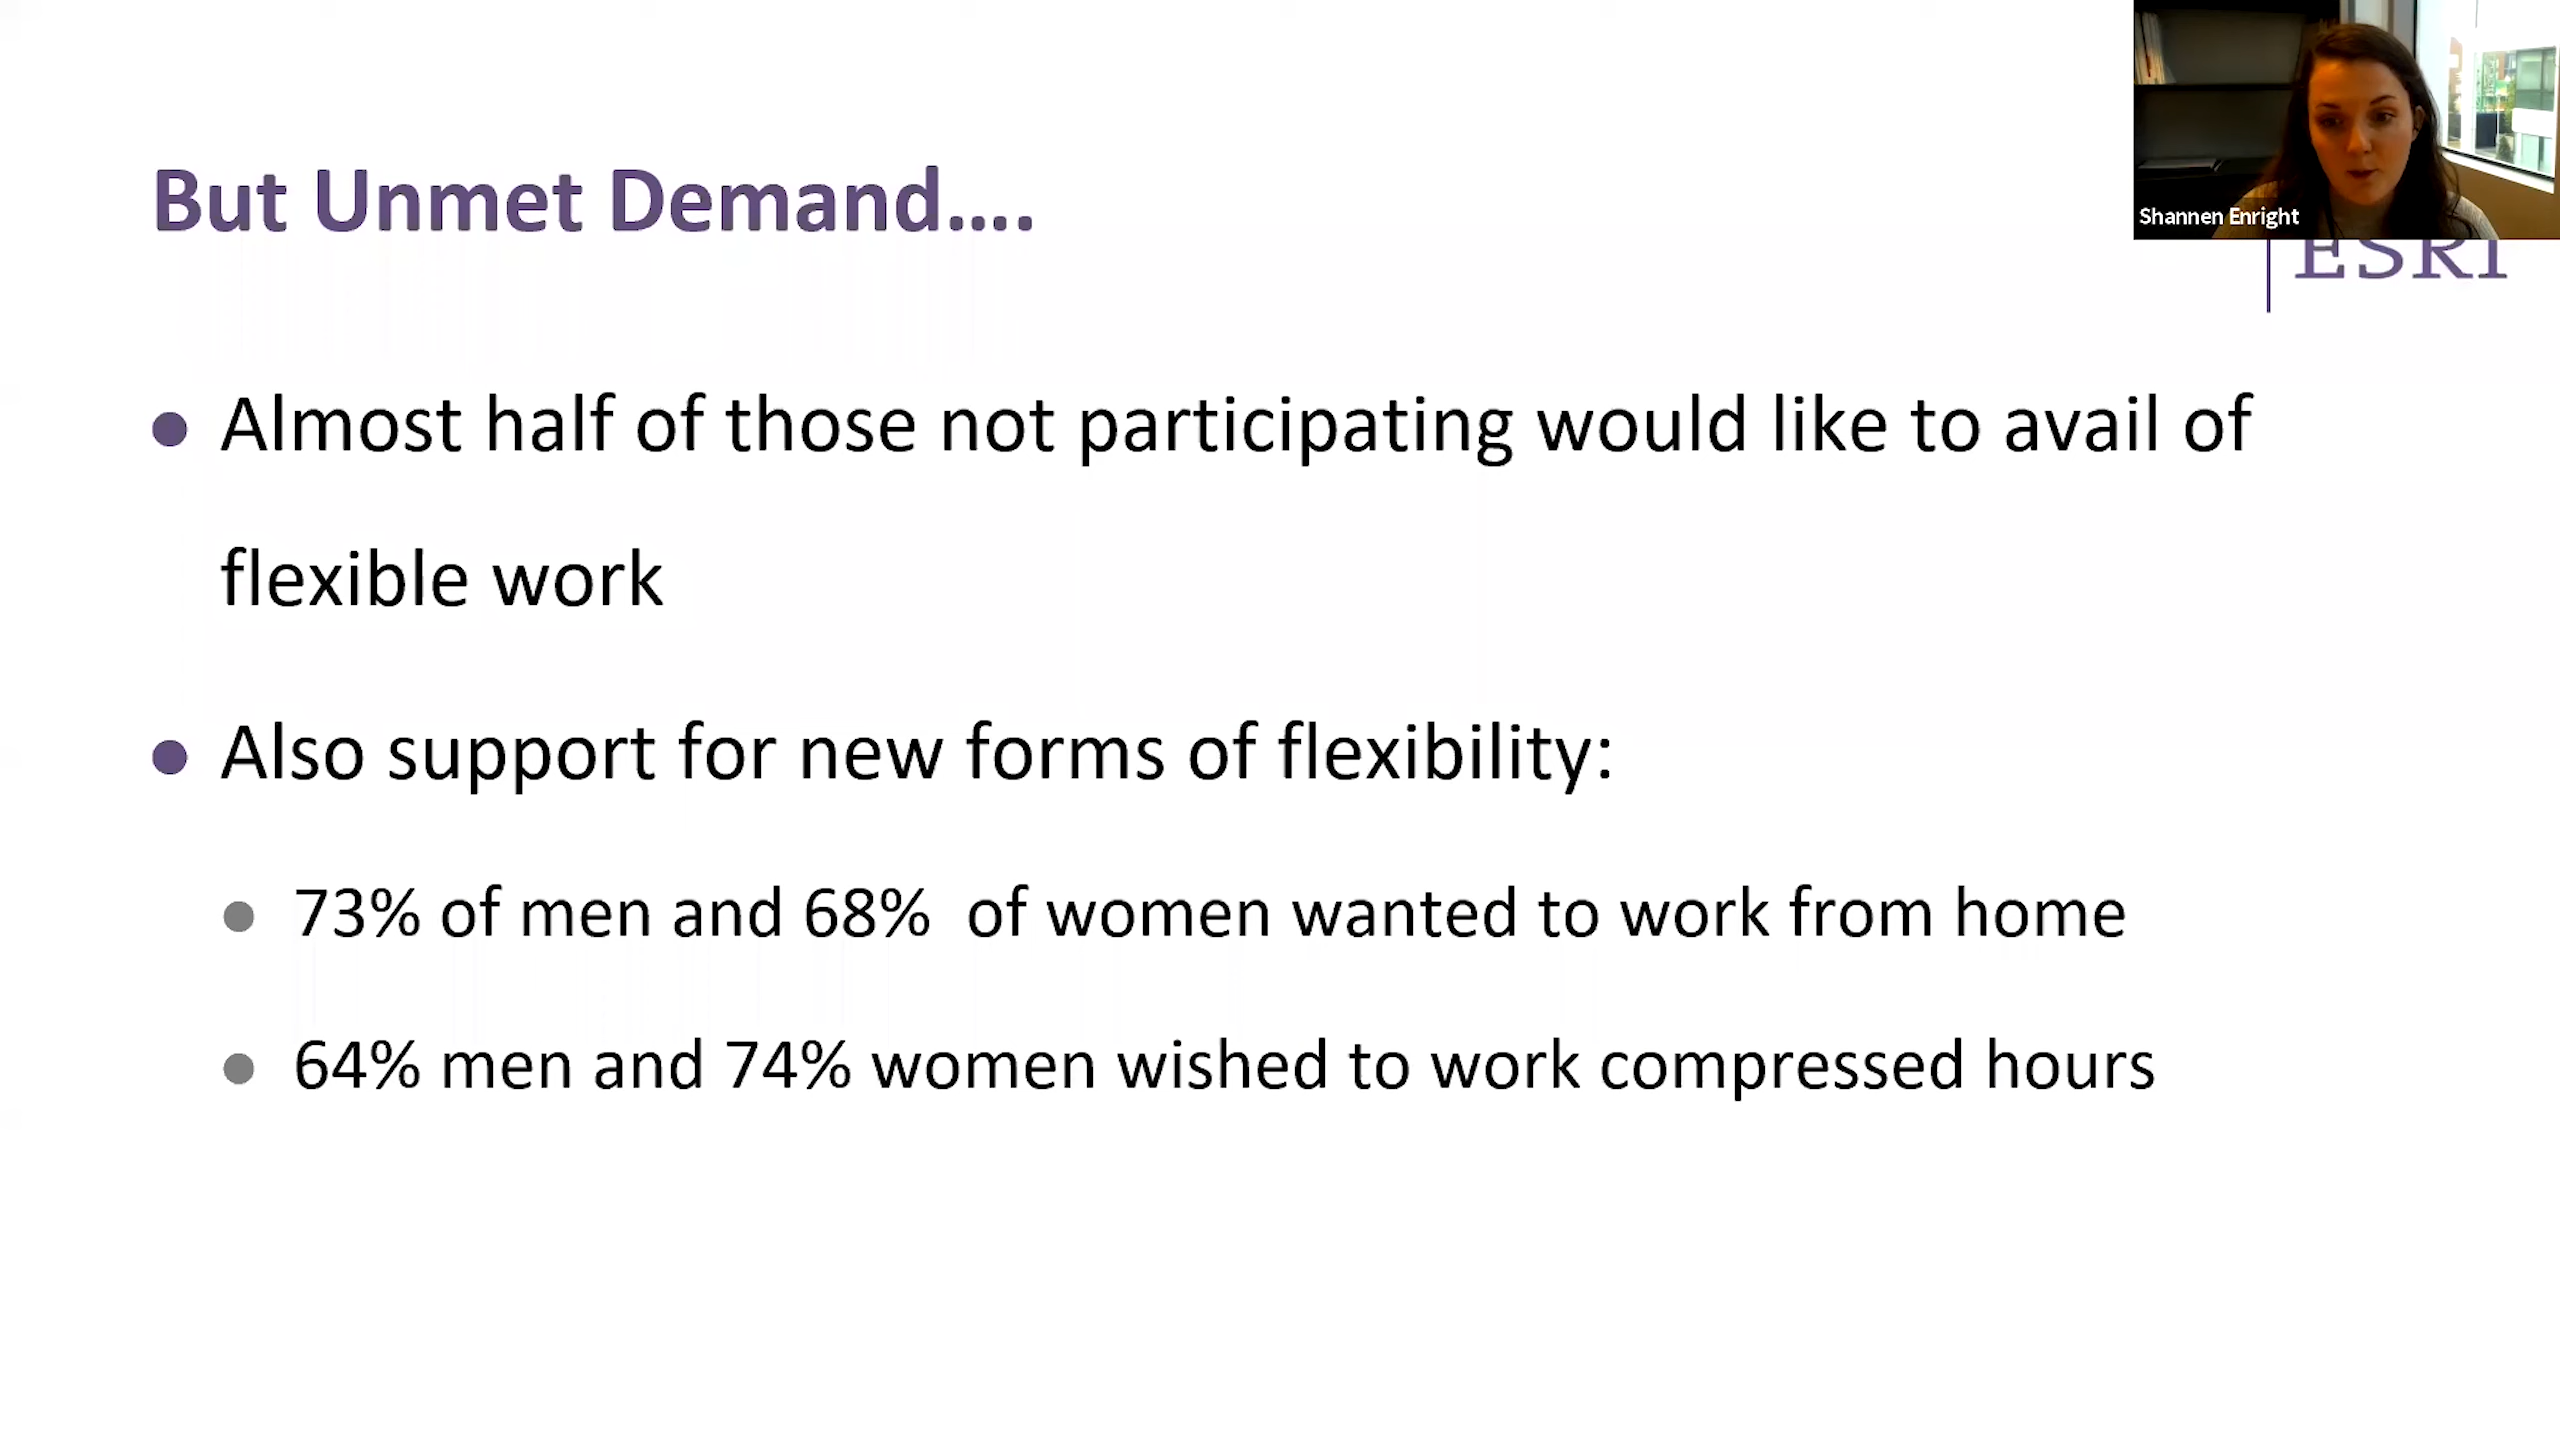 But Unmet Demand....
Shannen Enright
ESRI
● Almost half of those not participating would like to avail of
flexible work
● Also support for new forms of flexibility:
● 73% of men and 68%  of women wanted to work from home
● 64% men and 74% women wished to work compressed hours